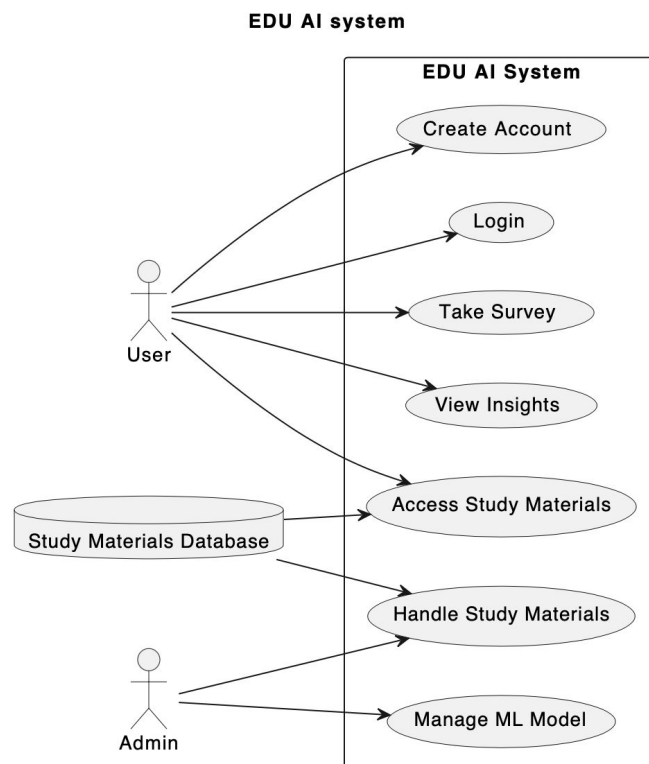 EDU AI system
EDU AI System
Create Account
Login
Take Survey
User
View Insights
Access Study Materials
Study Materials Database
Handle Study Materials
Manage ML Model
Admin